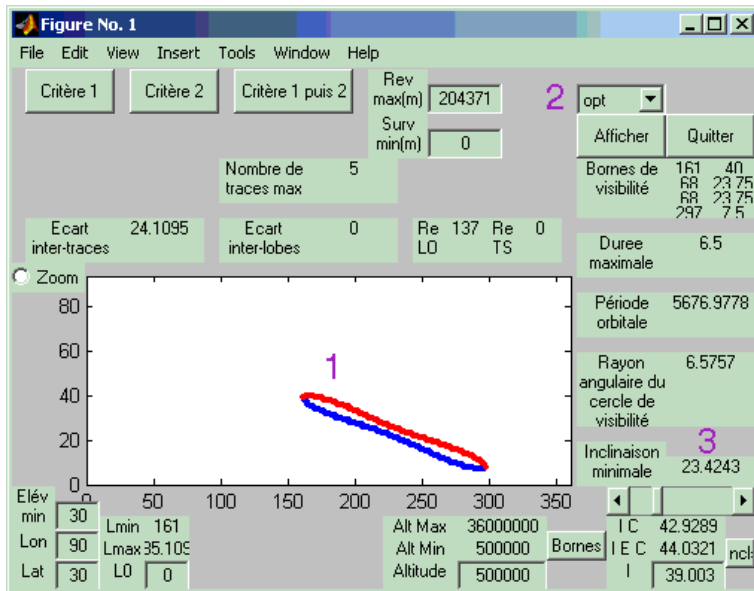 Figure No. 1
File Edit View Insert Tools Window Help
Critère 1 Critère 2 Critère 1 puis 2
Rev max(m) 204371
2 opt
Surv min(m) 0
Afficher Quitter
Nombre de traces max 5
Bornes de visibilité
161 40
68 23.75
68 23.75
297 7.5
Ecart inter-traces 24.1095
Ecart inter-lobes 0
Re LO 137 Re TS 0
Duree maximale 6.5
Zoom
Période orbitale 5676.9778
80
60
40
20
0
0 50 100 150 200 250 300 350
1
Rayon angulaire du cercle de visibilité 6.5757
3
Inclinaison minimale 23.4243
Elév min 30
Lon 90
Lat 30
Lmin 161
Lmax 35.109
L0 0
Alt Max 36000000
Alt Min 500000
Altitude 500000
Bornes
I C 42.9289
I E C 44.0321
I 39.003
ncl